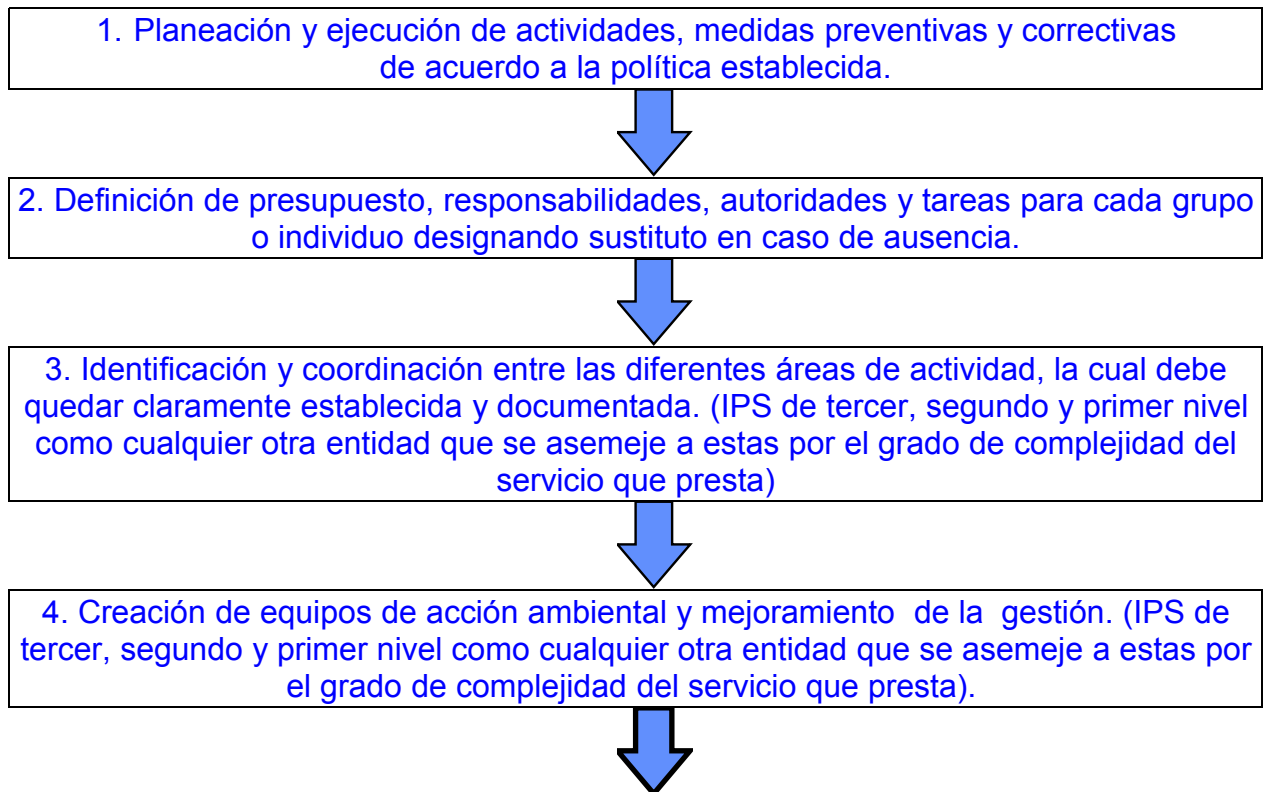 1. Planeación y ejecución de actividades, medidas preventivas y correctivas
de acuerdo a la política establecida.
2. Definición de presupuesto, responsabilidades, autoridades y tareas para cada grupo
o individuo designando sustituto en caso de ausencia.
3. Identificación y coordinación entre las diferentes áreas de actividad, la cual debe
quedar claramente establecida y documentada. (IPS de tercer, segundo y primer nivel
como cualquier otra entidad que se asemeje a estas por el grado de complejidad del
servicio que presta)
4. Creación de equipos de acción ambiental y mejoramiento de la gestión. (IPS de
tercer, segundo y primer nivel como cualquier otra entidad que se asemeje a estas por
el grado de complejidad del servicio que presta).